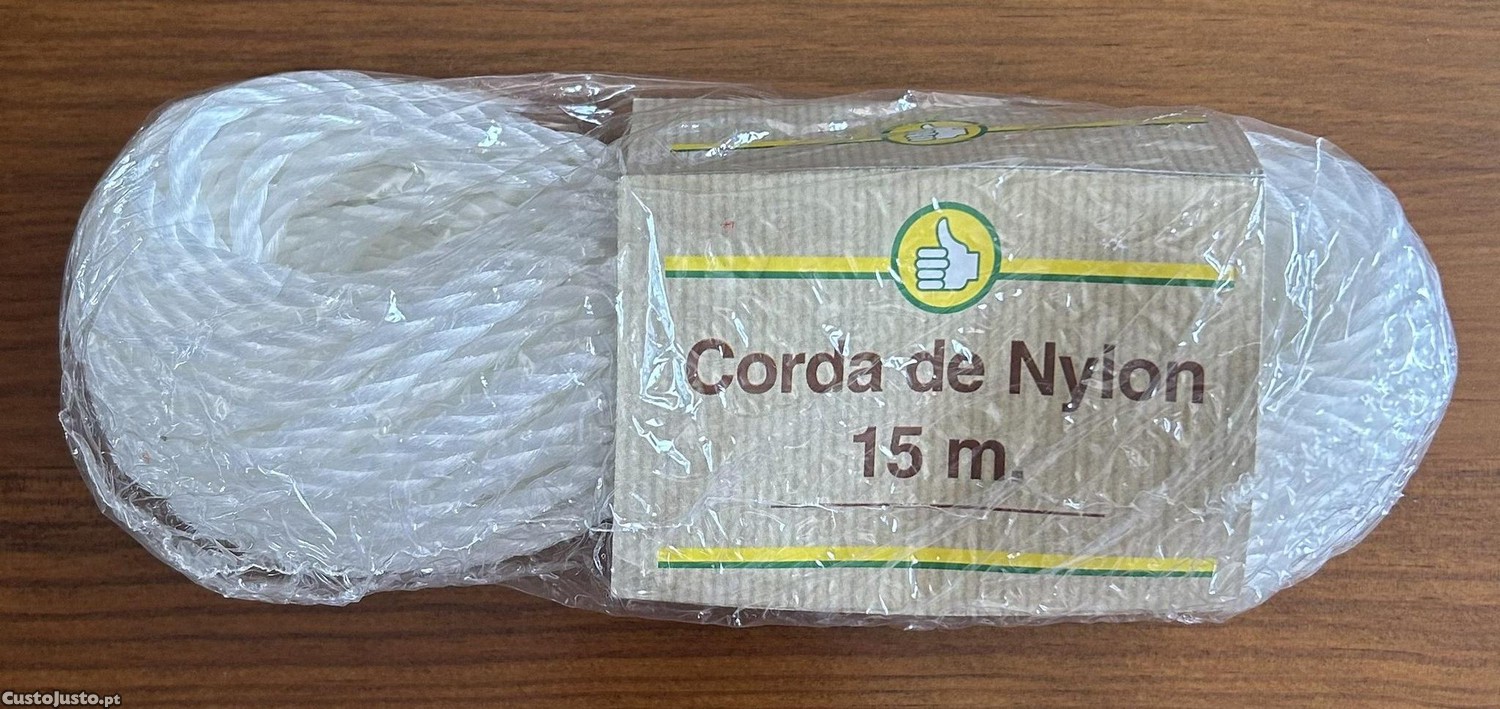 Corda de Nylon
15 m.
CustoJusto.pt